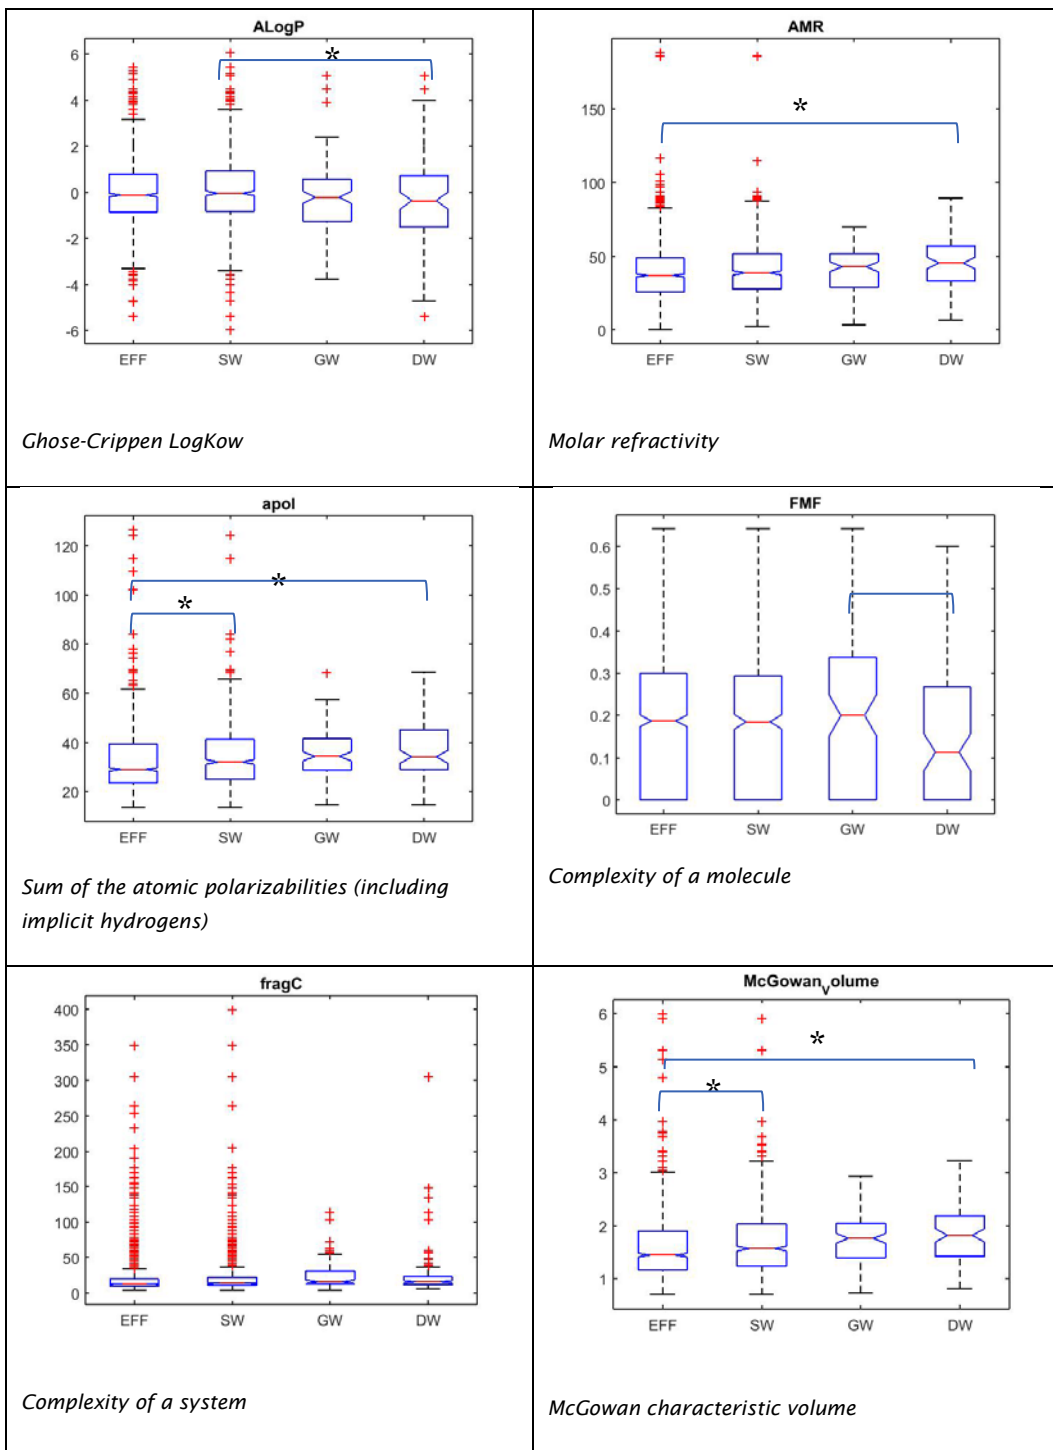 ALogP
6
4
2
0
-2
-4
-6
*
EFF SW GW DW
Ghose-Crippen LogKow
AMR
150
100
50
0
*
EFF SW GW DW
Molar refractivity
apol
120
100
80
60
40
20
*
*
EFF SW GW DW
Sum of the atomic polarizabilities (including
implicit hydrogens)
FMF
0.6
0.5
0.4
0.3
0.2
0.1
0
EFF SW GW DW
Complexity of a molecule
fragC
400
350
300
250
200
150
100
50
0
EFF SW GW DW
Complexity of a system
McGowanVolume
6
5
4
3
2
1
*
*
EFF SW GW DW
McGowan characteristic volume